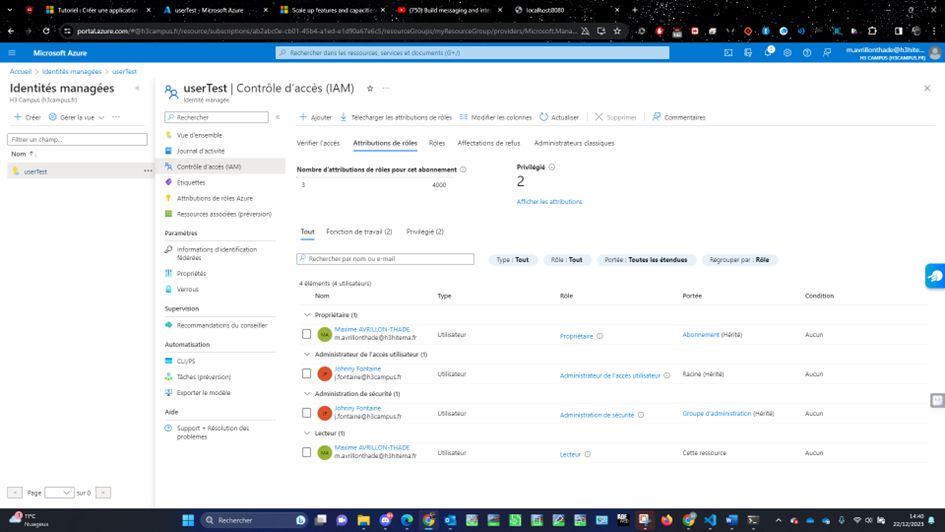 Tutoriel : Créer une application
userTest - Microsoft Azure
Scale up features and capacities
(750) Build messaging and inter
localhost:8080
portal.azure.com/#@h3hitema.fr/resource/subscriptions/
resourceGroups/myResourceGroup/providers/Microsoft.Manage
Microsoft Azure
Rechercher dans les ressources, services et documents (G+/)
1
m.avrillonthade@h3hite...
H3 CAMPUS (H3CAMPUS.FR)
Accueil > Identités managées > userTest
Identités managées
H3 Campus (h3campus.fr)
Créer
Gérer la vue
Filtrer un champ...
Nom ↑↓
userTest
Page
sur 0
userTest | Contrôle d'accès (IAM)
Identité managée
Rechercher
Vue d'ensemble
Journal d'activité
Contrôle d'accès (IAM)
Étiquettes
Attributions de rôles Azure
Ressources associées (préversion)
Paramètres
Informations d'identification
fédérées
Propriétés
Verrous
Supervision
Recommandations du conseiller
Automatisation
CLI/PS
Tâches (préversion)
Exporter le modèle
Aide
Support + Résolution des
problèmes
Ajouter
Télécharger les attributions de rôles
Modifier les colonnes
Actualiser
Supprimer
Commentaires
Vérifier l'accès
Attributions de rôles
Rôles
Affectations de refus
Administrateurs classiques
Nombre d'attributions de rôles pour cet abonnement
3 4000
Privilégié
2
Afficher les attributions
Tout
Fonction de travail (2)
Privilégié (2)
Rechercher par nom ou e-mail
Type : Tout
Rôle : Tout
Portée : Toutes les étendues
Regrouper par : Rôle
4 éléments (4 utilisateurs)
Nom Type Rôle Portée Condition
Propriétaire (1)
MA Maxime AVRILLON-THADE
m.avrillonthade@h3hitema.fr Utilisateur Propriétaire Abonnement (Hérité) Aucun
Administrateur de l'accès utilisateur (1)
Johnny Fontaine
j.fontaine@h3campus.fr Utilisateur Administrateur de l'accès utilisateur Racine (Hérité) Aucun
Administration de sécurité (1)
Johnny Fontaine
j.fontaine@h3campus.fr Utilisateur Administration de sécurité Groupe d'administration (Hérité) Aucun
Lecteur (1)
MA Maxime AVRILLON-THADE
m.avrillonthade@h3hitema.fr Utilisateur Lecteur Cette ressource Aucun
11°C
Nuageux
Rechercher
14:40
22/12/2023